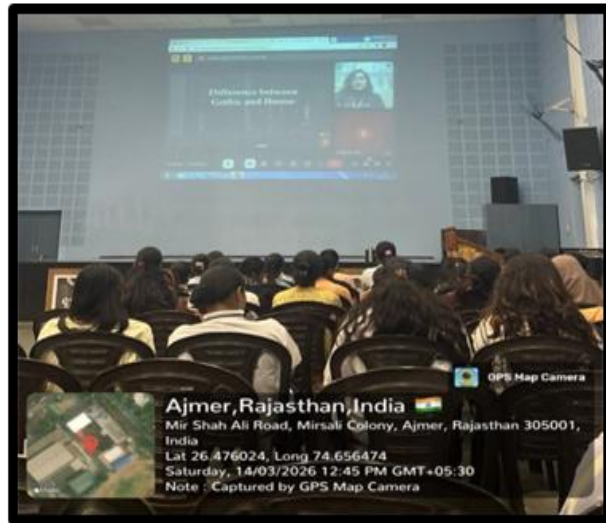 Difference between
Gothic and Horror
GPS Map Camera
Ajmer,Rajasthan,India
Mir Shah Ali Road, Mirsali Colony, Ajmer, Rajasthan 305001,
India
Lat 26.476024, Long 74.656474
Saturday, 14/03/2026 12:45 PM GMT+05:30
Note : Captured by GPS Map Camera